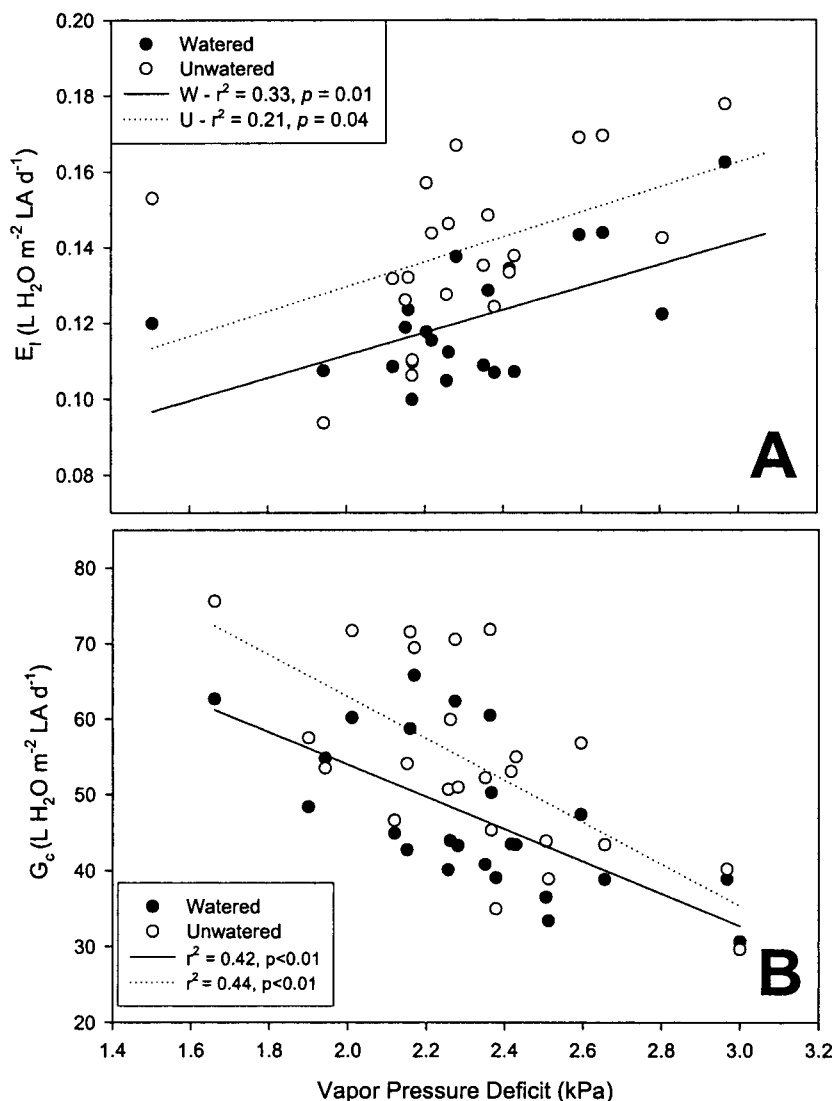 0.20
0.18
0.16
0.14
0.12
0.10
0.08
E_l (L H₂O m⁻² LA d⁻¹)
Watered
Unwatered
W - r² = 0.33, p = 0.01
U - r² = 0.21, p = 0.04
A
80
70
60
50
40
30
20
G_c (L H₂O m⁻² LA d⁻¹)
Watered
Unwatered
r² = 0.42, p<0.01
r² = 0.44, p<0.01
B
1.4 1.6 1.8 2.0 2.2 2.4 2.6 2.8 3.0 3.2
Vapor Pressure Deficit (kPa)